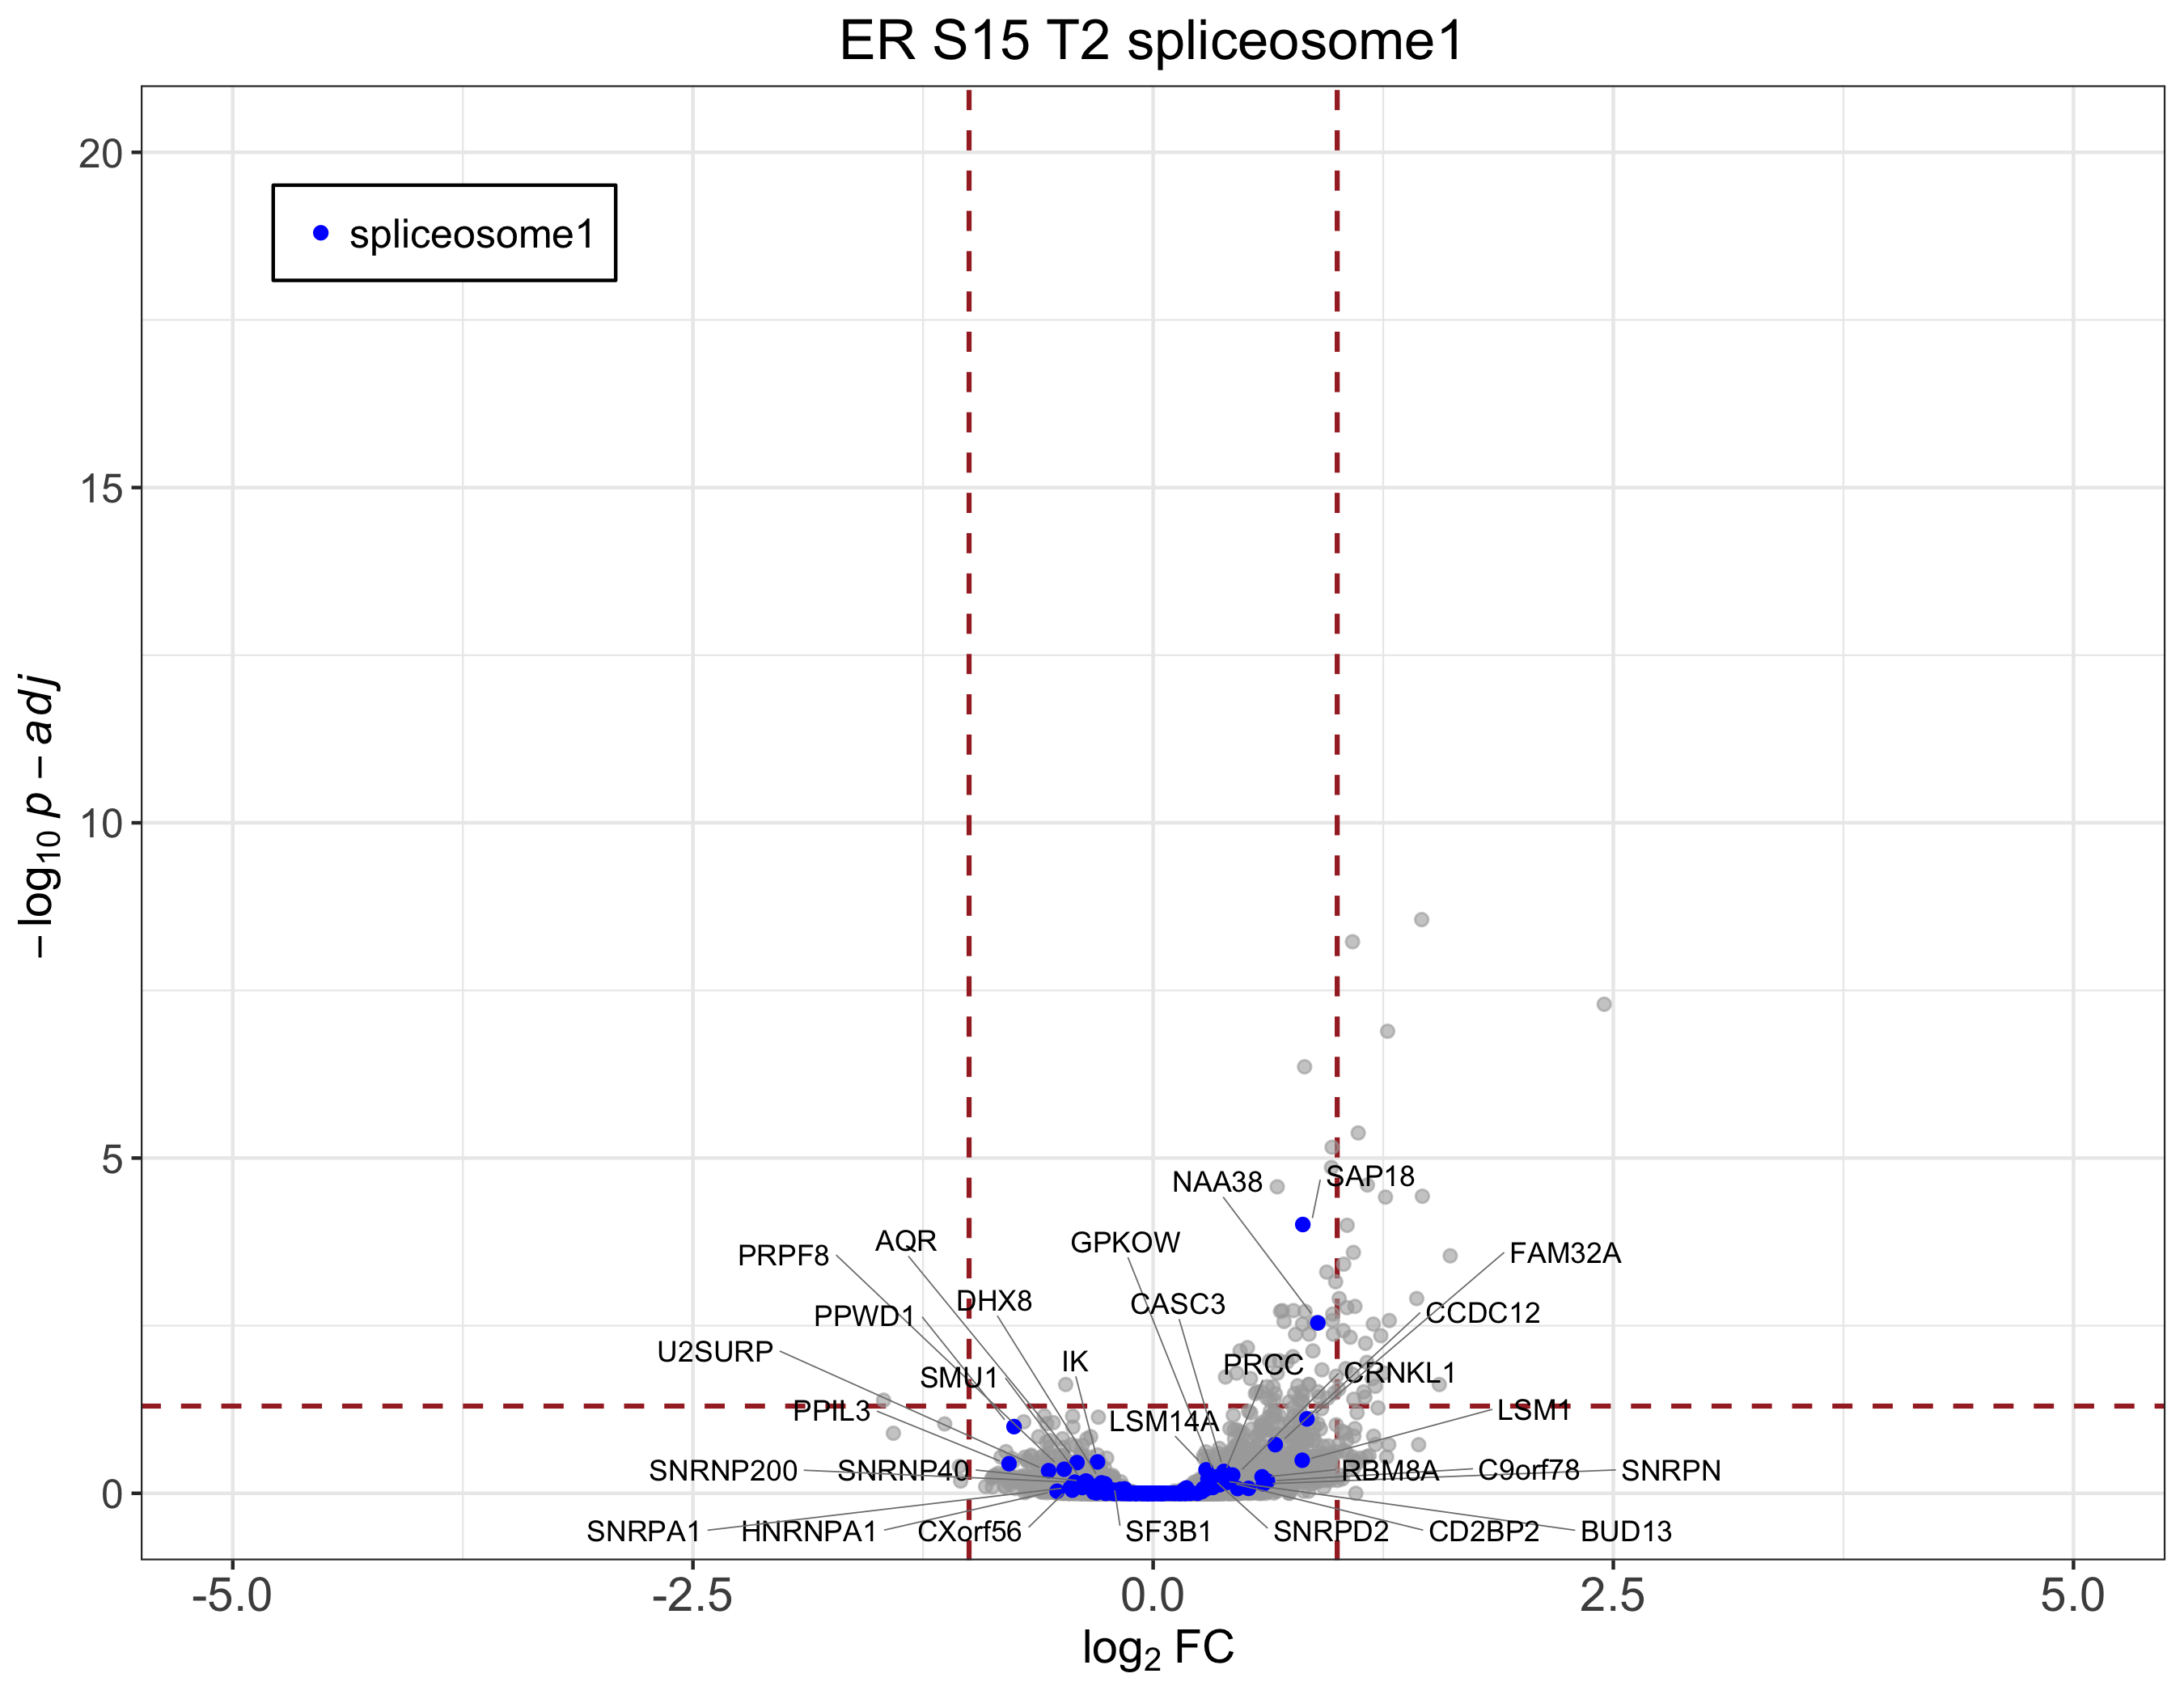 ER S15 T2 spliceosome1
20
spliceosome1
15
−log10 p − adj
10
5
NAA38
SAP18
AQR
GPKOW
PRPF8
FAM32A
DHX8
CASC3
PPWD1
CCDC12
U2SURP
IK
PRCC
SMU1
CRNKL1
PPIL3
LSM14A
LSM1
SNRNP200
SNRNP40
RBM8A
C9orf78
SNRPN
0
SNRPA1
HNRNPA1
CXorf56
SF3B1
SNRPD2
CD2BP2
BUD13
-5.0
-2.5
0.0
2.5
5.0
log2 FC